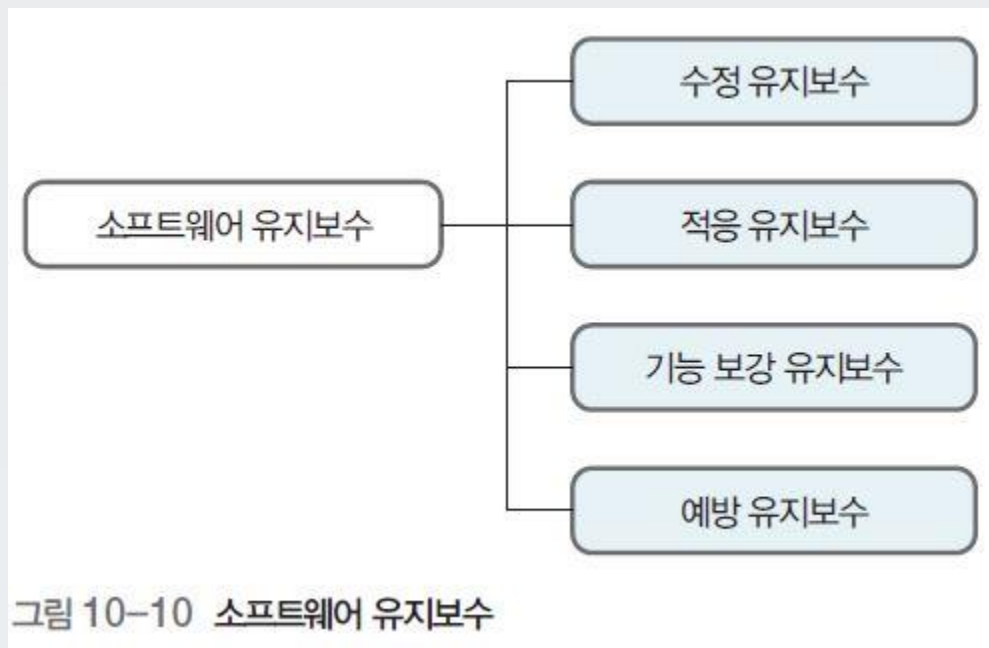 수정 유지보수
소프트웨어 유지보수
적응 유지보수
기능 보강 유지보수
예방 유지보수
그림 10-10 소프트웨어 유지보수